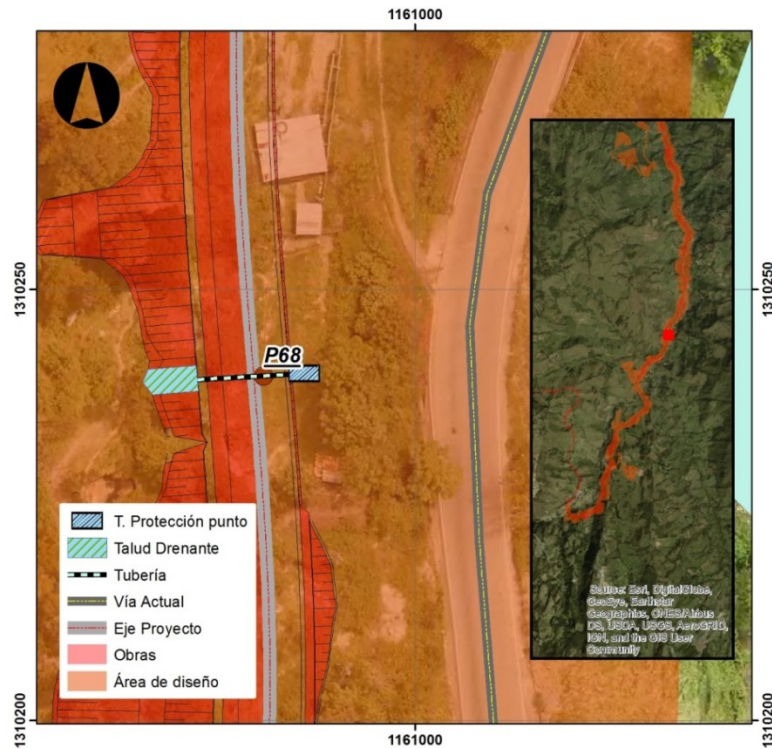 1161000
1310250
1310250
P68
T. Protección punto
Talud Drenante
Tubería
Vía Actual
Eje Proyecto
Obras
Área de diseño
Source: Esri, DigitalGlobe,
GeoEye, Earthstar
Geographics, CNES/Airbus
DS, USDA, USGS, AeroGRID,
IGN, and the GIS User
Community
1310200
1310200
1161000